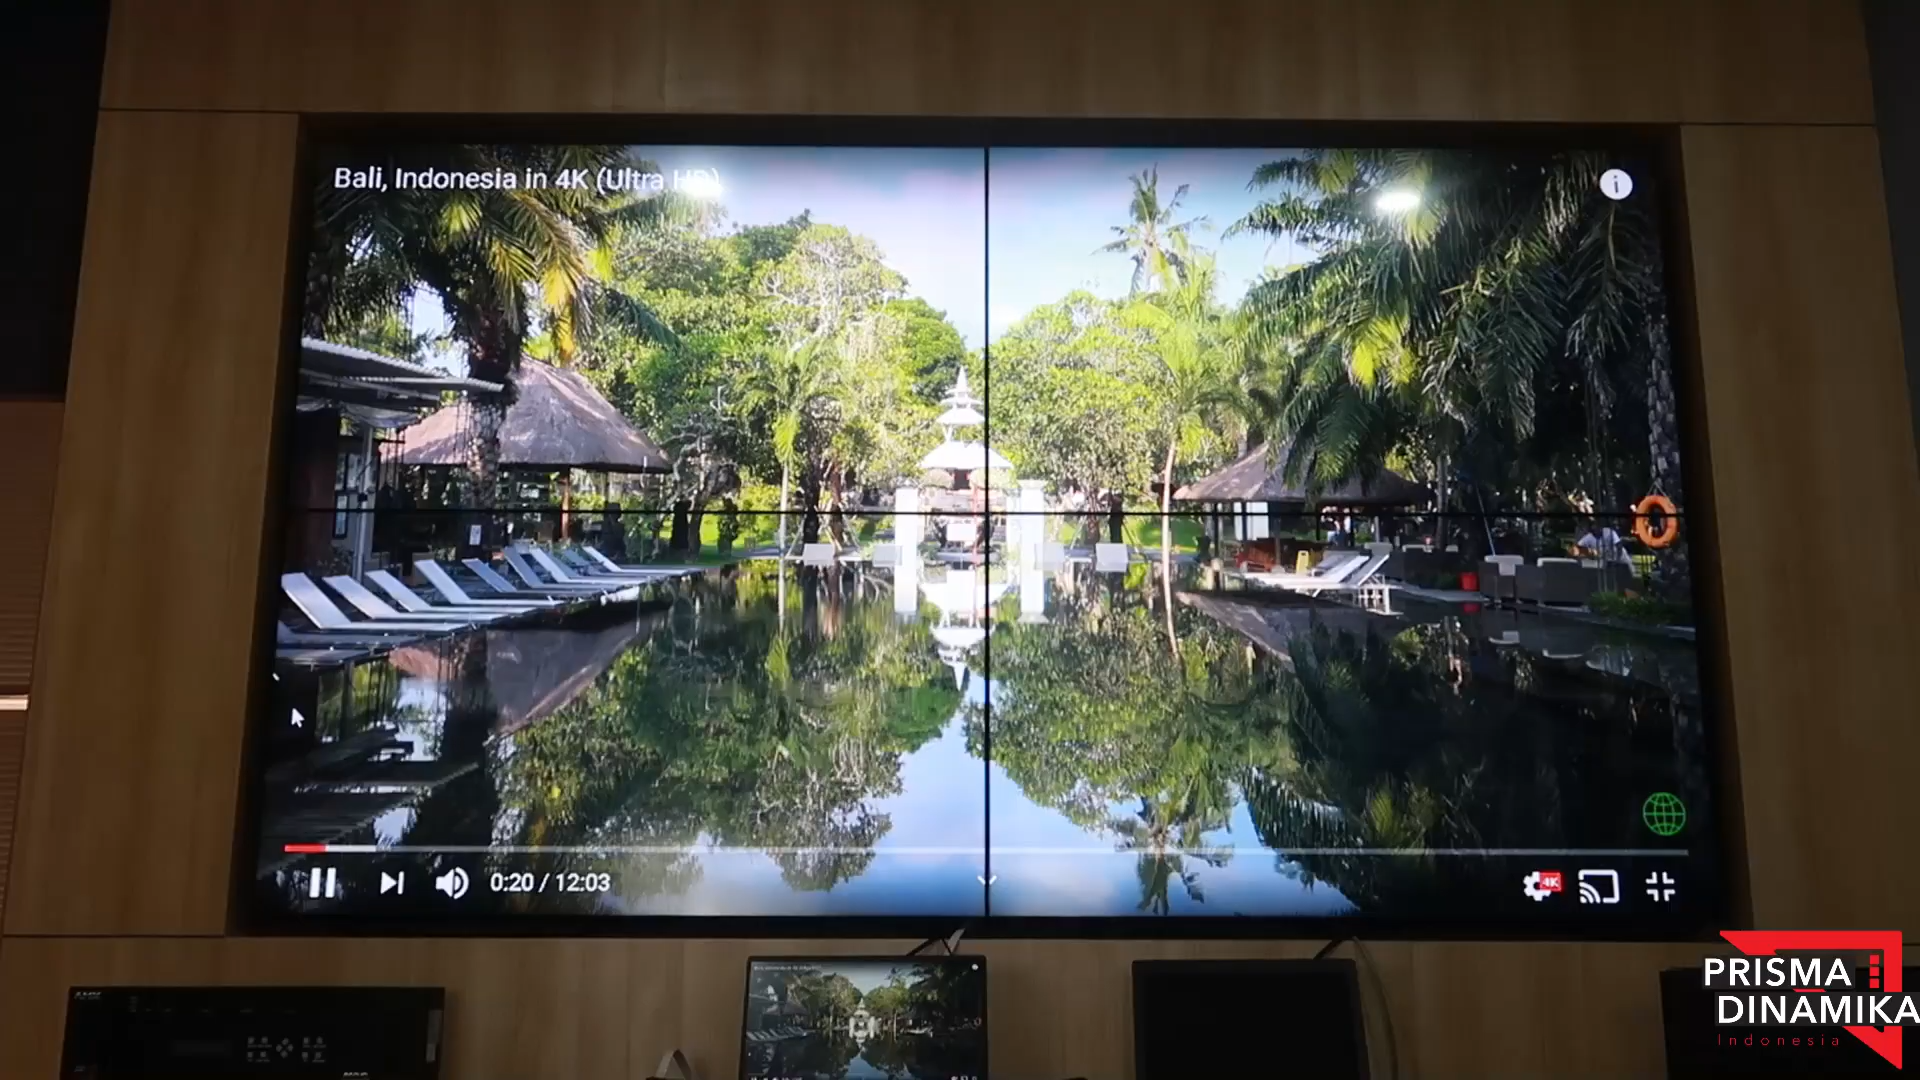 Bali, Indonesia in 4K (Ultra HD)
i
0:20 / 12:03
4K
PRISMA
DINAMIKA
Indonesia